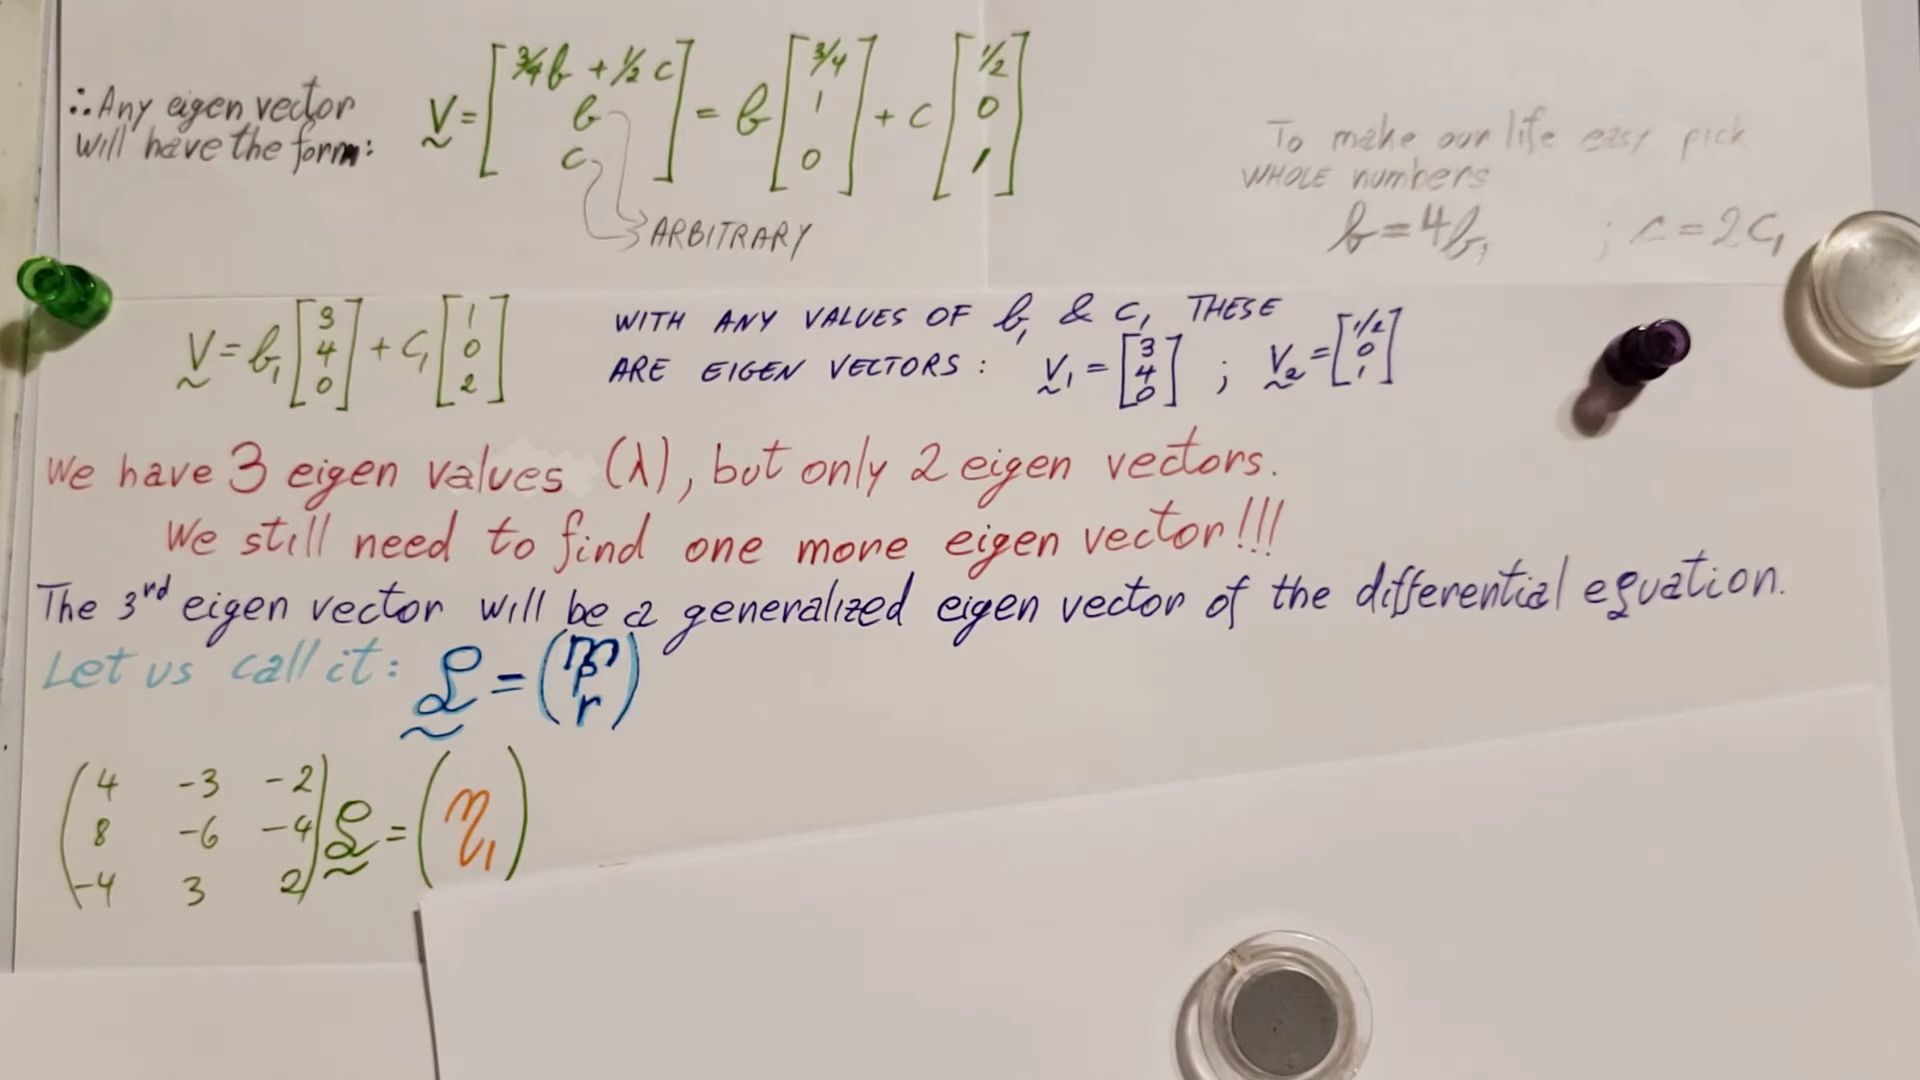 ∴ Any eigen vector
will have the form: V = [3/4 b + 1/2 c, b, c] = b [3/4, 1, 0] + c [1/2, 0, 1]
ARBITRARY
To make our life easy pick
WHOLE numbers
b = 4b₁ ; c = 2c₁
V = b₁ [3, 4, 0] + C₁ [1, 0, 2]
WITH ANY VALUES OF b₁ & C₁ THESE
ARE EIGEN VECTORS: V₁ = [3, 4, 0] ; V₂ = [1/2, 0, 1]
We have 3 eigen values (λ), but only 2 eigen vectors.
We still need to find one more eigen vector!!!
The 3rd eigen vector will be a generalized eigen vector of the differential equation.
Let us call it: = (m, p, r)
(4 -3 -2
8 -6 -4
-4 3 2) = (η₁)